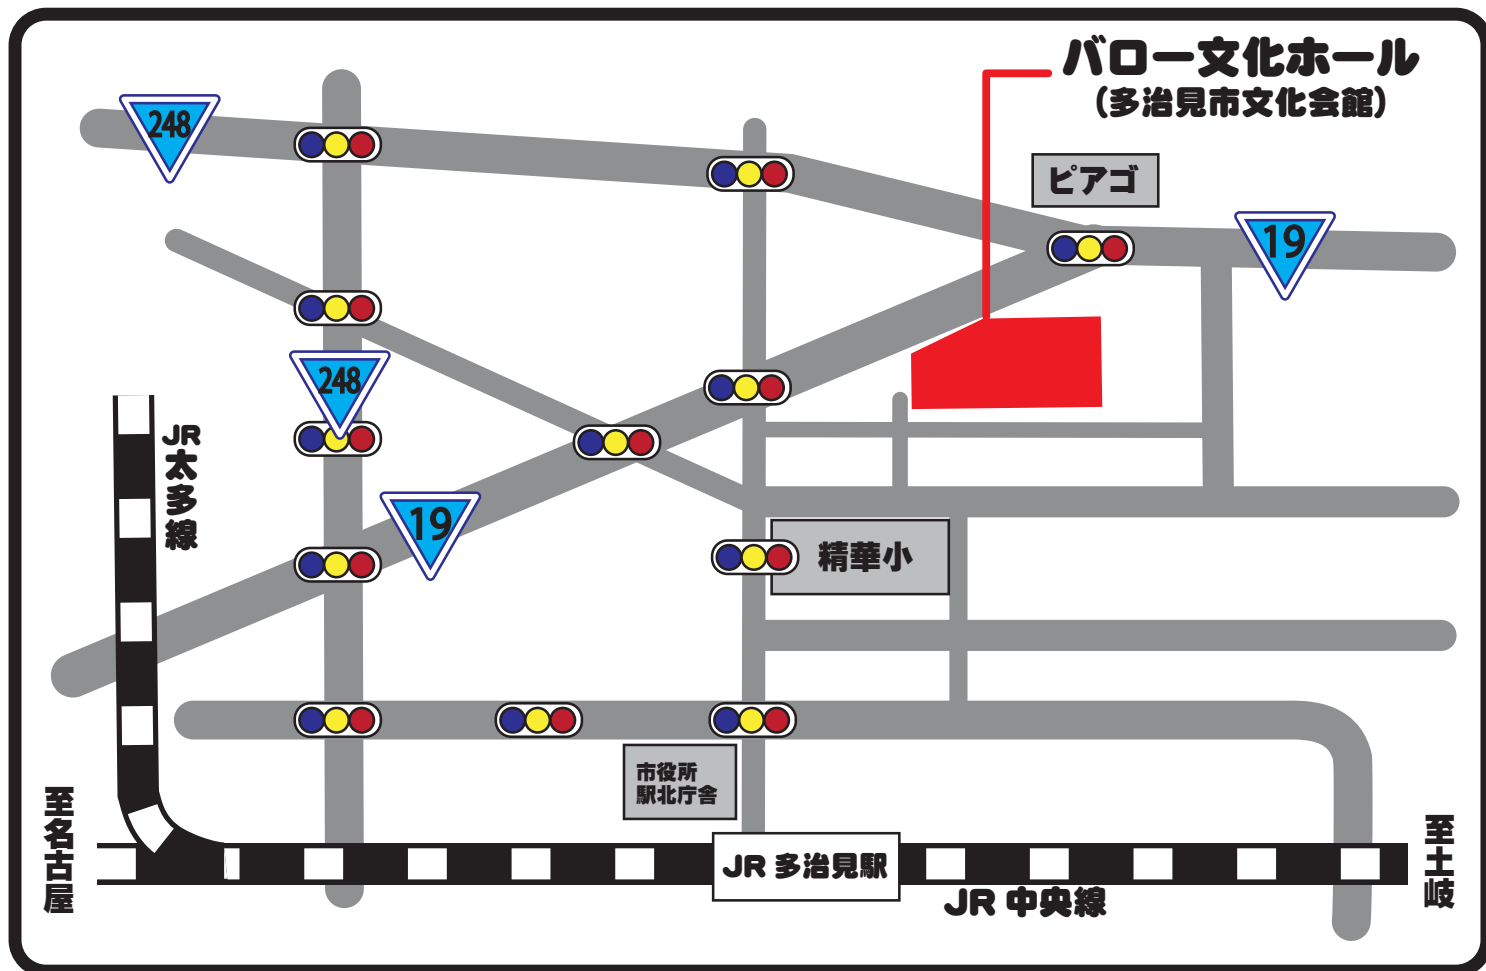 バロー文化ホール
(多治見市文化会館)
248
ピアゴ
19
248
JR太多線
19
精華小
市役所
駅北庁舎
至名古屋
JR 多治見駅
至土岐
JR 中央線